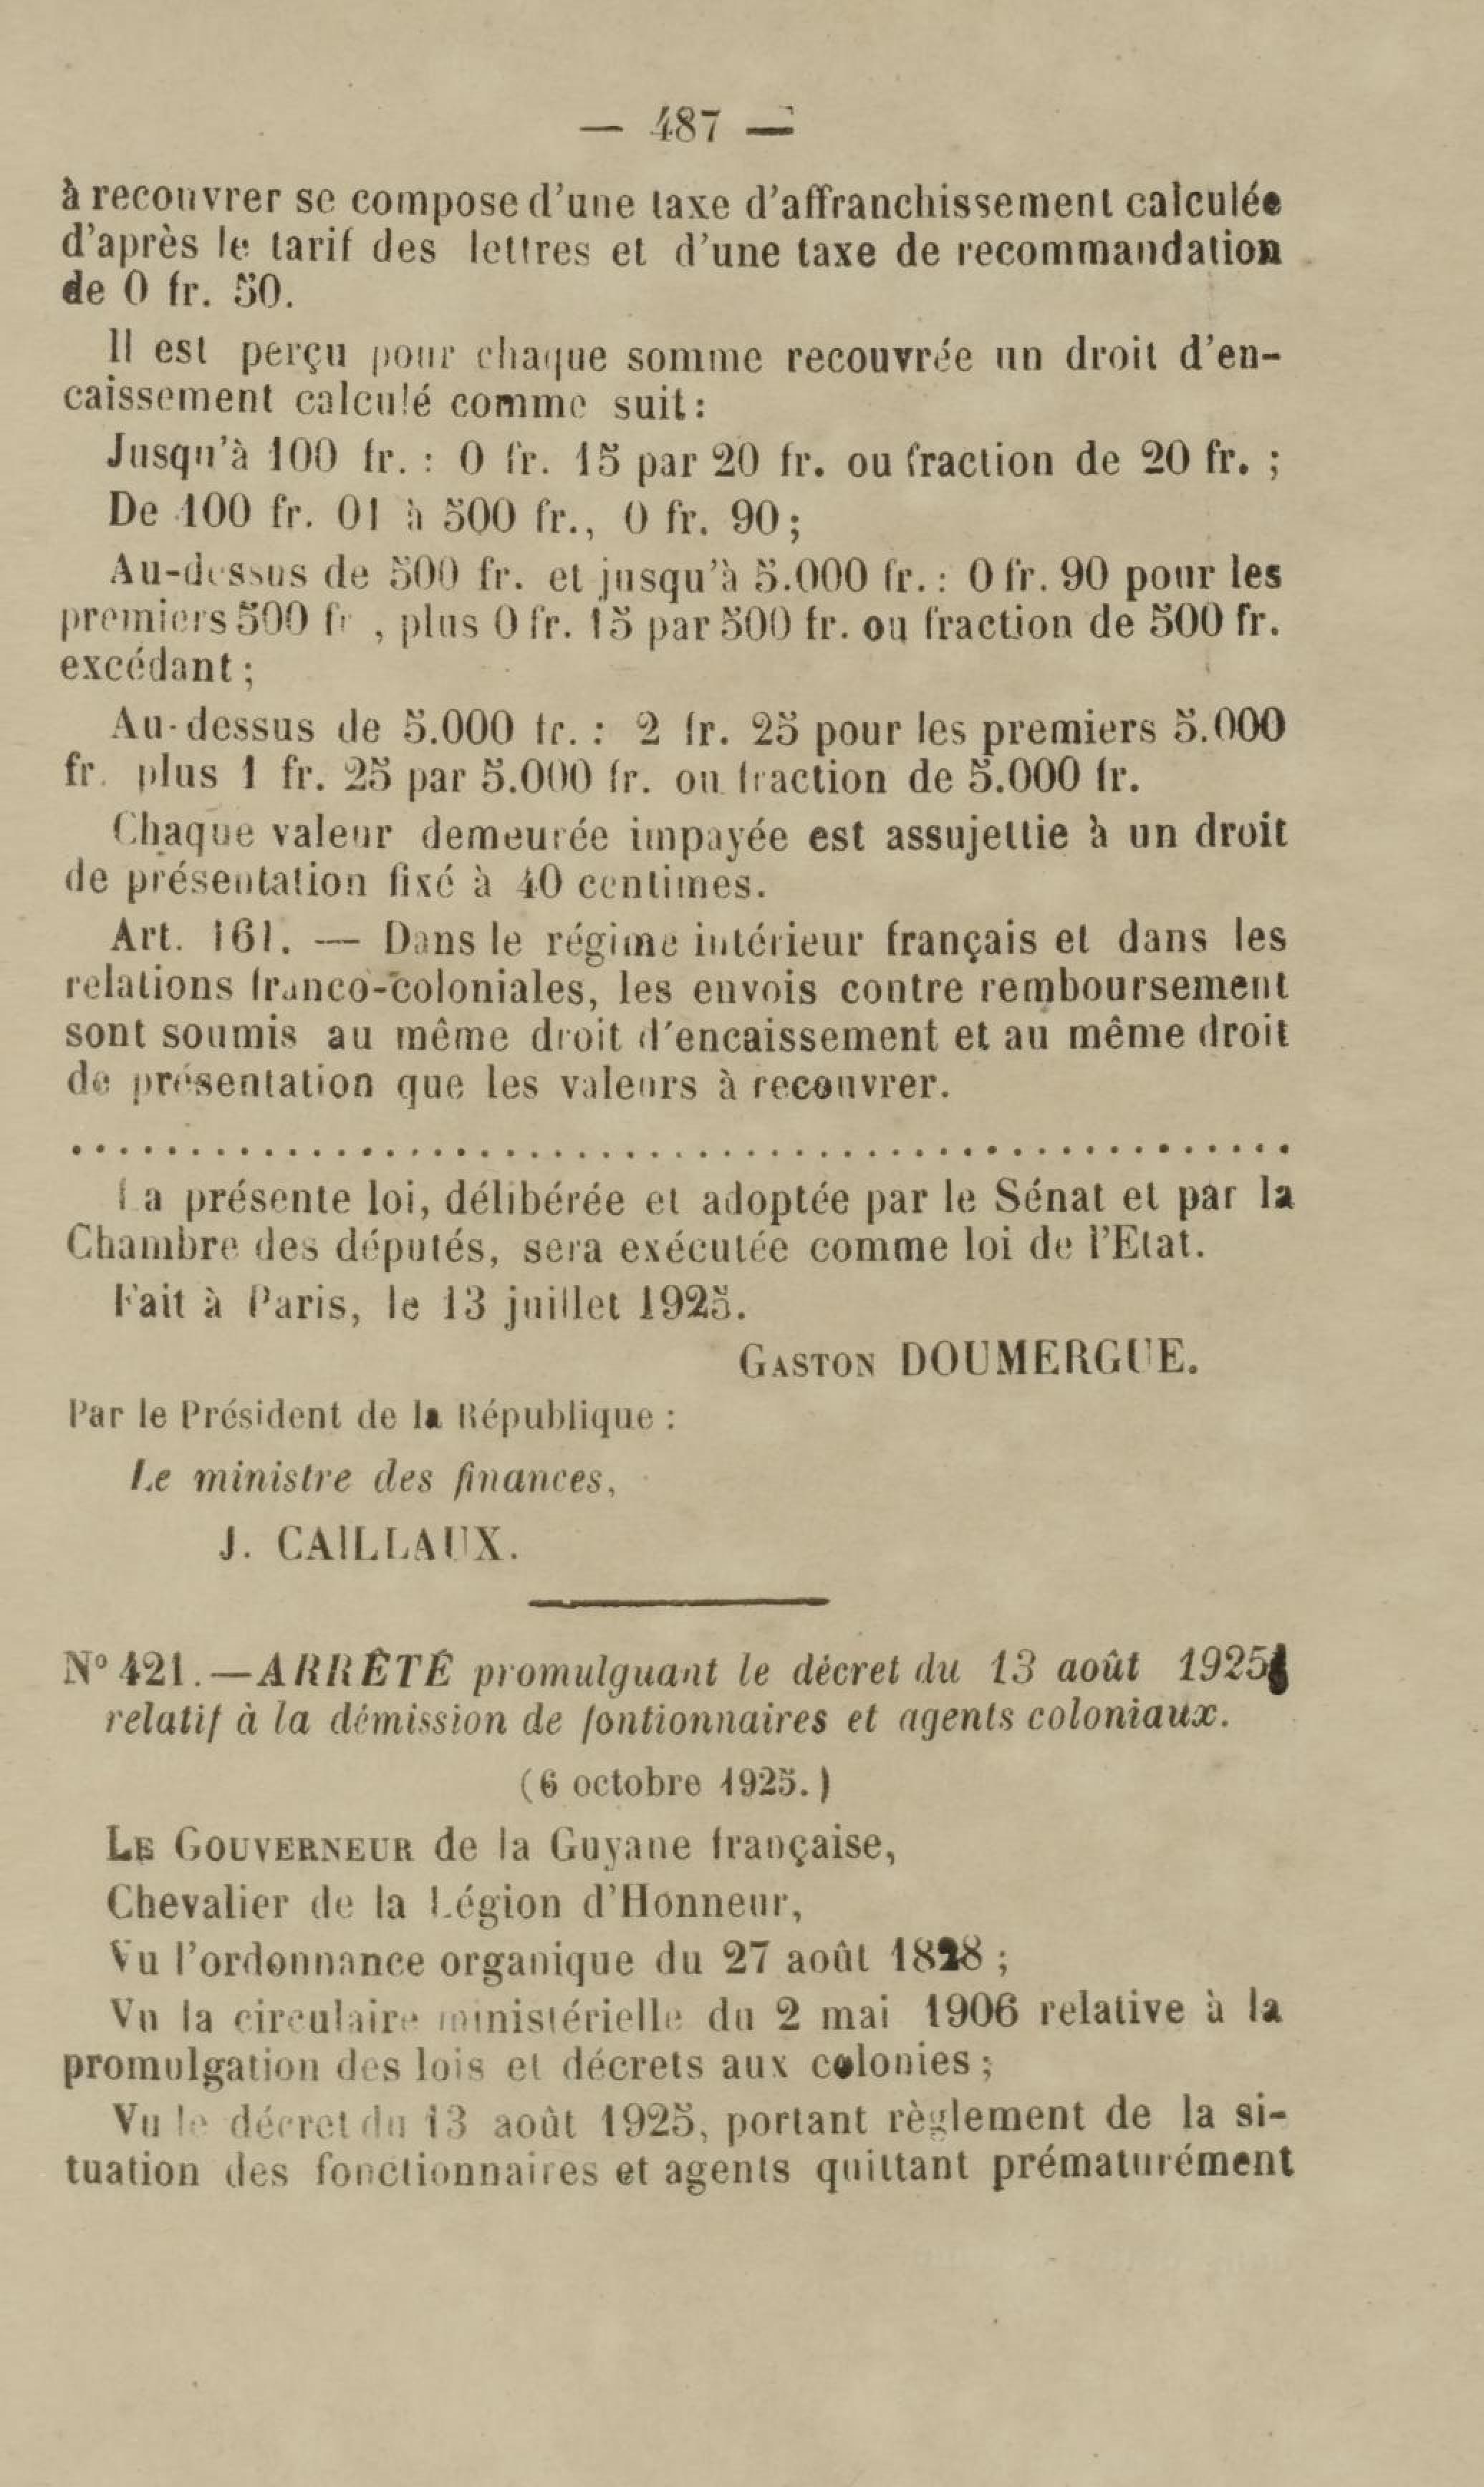 — 487 —
à recouvrer se compose d'une taxe d'affranchissement calculée
d'après le tarif des lettres et d'une taxe de recommandation
de 0 fr. 50.
Il est perçu pour chaque somme recouvrée un droit d'en-
caissement calculé comme suit:
Jusqu'à 100 fr. : 0 fr. 15 par 20 fr. ou fraction de 20 fr. ;
De 100 fr. 01 à 500 fr., 0 fr. 90;
Au-dessus de 500 fr. et jusqu'à 5.000 fr. : 0 fr. 90 pour les
premiers 500 fr , plus 0 fr. 15 par 500 fr. ou fraction de 500 fr.
excédant ;
Au-dessus de 5.000 fr. : 2 fr. 25 pour les premiers 5.000
fr. plus 1 fr. 25 par 5.000 fr. ou fraction de 5.000 fr.
Chaque valeur demeurée impayée est assujettie à un droit
de présentation fixé à 40 centimes.
Art. 161. — Dans le régime intérieur français et dans les
relations franco-coloniales, les envois contre remboursement
sont soumis au même droit d'encaissement et au même droit
de présentation que les valeurs à recouvrer.
...................................................
La présente loi, délibérée et adoptée par le Sénat et par la
Chambre des députés, sera exécutée comme loi de l'Etat.
Fait à Paris, le 13 juillet 1925.
GASTON DOUMERGUE.
Par le Président de la République :
Le ministre des finances,
J. CAILLAUX.
N° 421. — ARRÊTÉ promulguant le décret du 13 août 1925
relatif à la démission de fontionnaires et agents coloniaux.
(6 octobre 1925.)
LE GOUVERNEUR de la Guyane française,
Chevalier de la Légion d'Honneur,
Vu l'ordonnance organique du 27 août 1828 ;
Vu la circulaire ministérielle du 2 mai 1906 relative à la
promulgation des lois et décrets aux colonies ;
Vu le décret du 13 août 1925, portant règlement de la si-
tuation des fonctionnaires et agents quittant prématurément